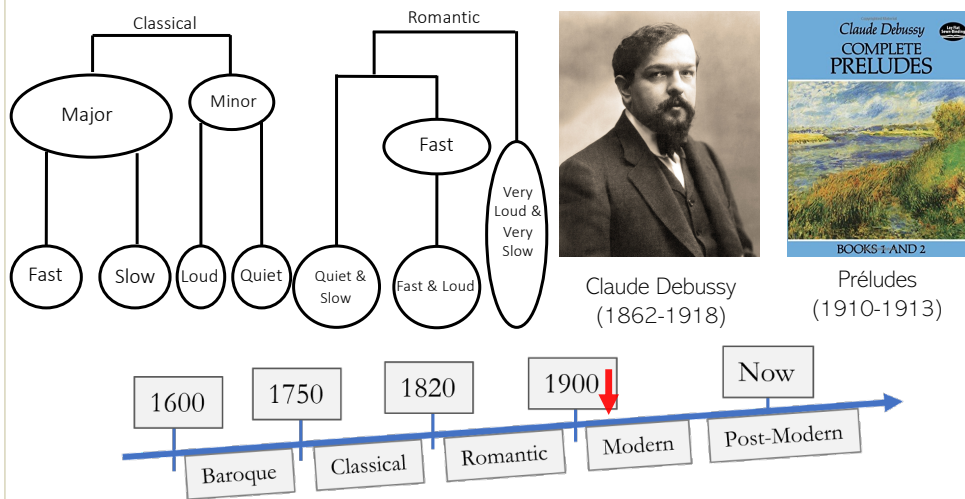 Classical
Major
Minor
Fast
Slow
Loud
Quiet
Romantic
Fast
Quiet &
Slow
Fast & Loud
Very
Loud &
Very
Slow
Claude Debussy
COMPLETE
PRELUDES
BOOKS 1 AND 2
Claude Debussy
(1862-1918)
Préludes
(1910-1913)
1600
1750
1820
1900
Now
Baroque
Classical
Romantic
Modern
Post-Modern